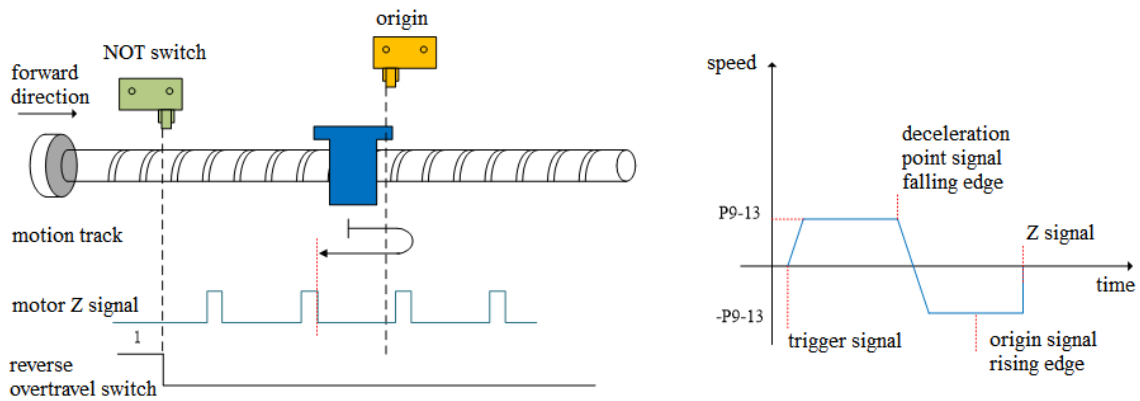 origin
NOT switch
forward
direction
motion track
motor Z signal
1
reverse
overtravel switch
speed
deceleration
point signal
falling edge
P9-13
Z signal
time
-P9-13
trigger signal
origin signal
rising edge